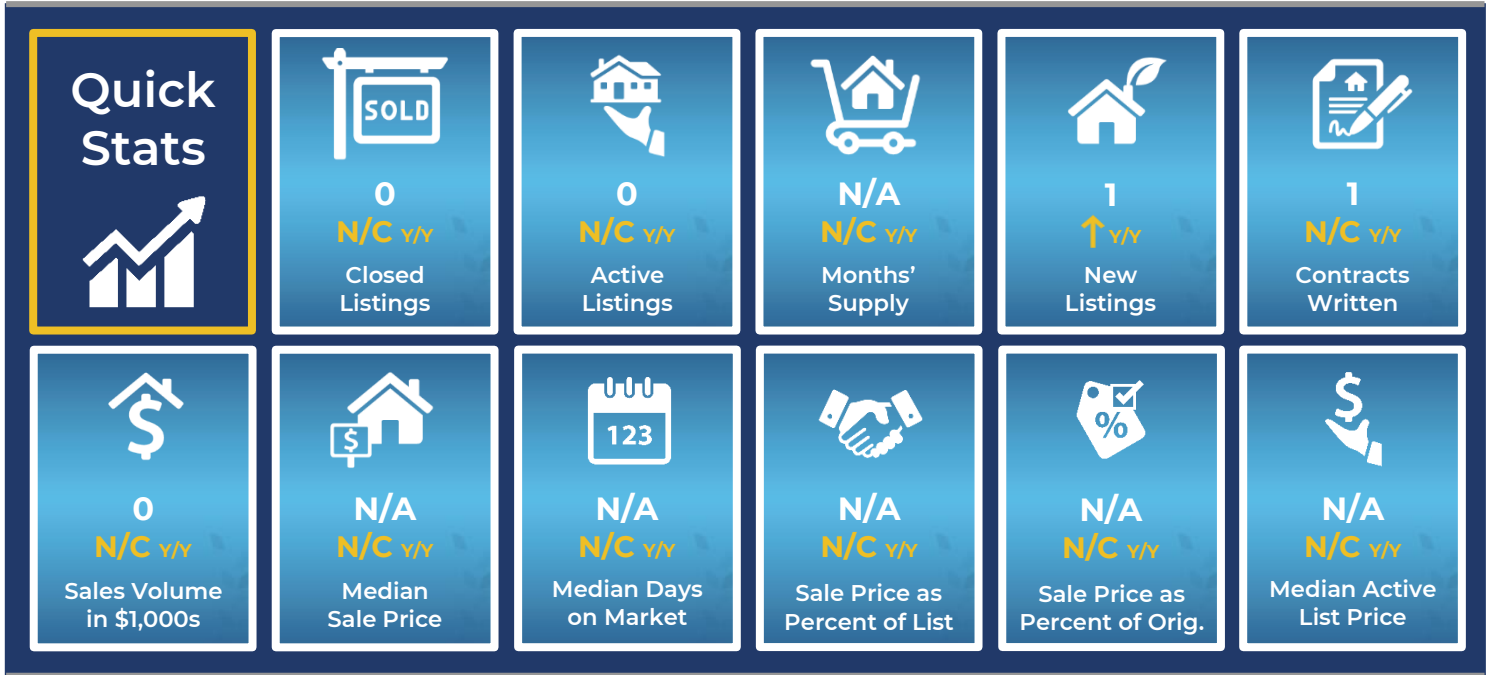 Quick
Stats
SOLD
0
N/C Y/Y
Closed
Listings
0
N/C Y/Y
Active
Listings
N/A
N/C Y/Y
Months’
Supply
1
↑ Y/Y
New
Listings
1
N/C Y/Y
Contracts
Written
$
0
N/C Y/Y
Sales Volume
in $1,000s
$
N/A
N/C Y/Y
Median
Sale Price
123
N/A
N/C Y/Y
Median Days
on Market
N/A
N/C Y/Y
Sale Price as
Percent of List
%
N/A
N/C Y/Y
Sale Price as
Percent of Orig.
$
N/A
N/C Y/Y
Median Active
List Price